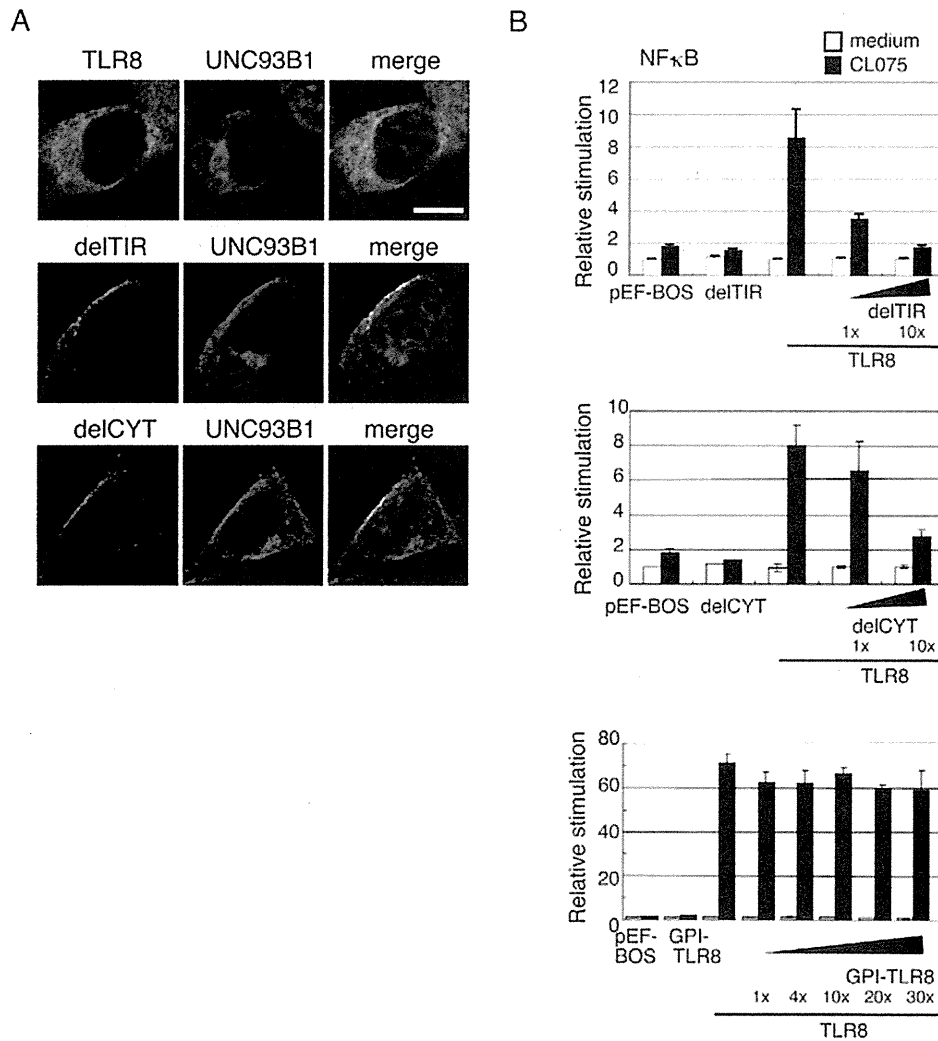 A
TLR8 UNC93B1 merge
delTIR UNC93B1 merge
delCYT UNC93B1 merge
B
NFκB
medium
CL075
Relative stimulation
12
10
8
6
4
2
0
pEF-BOS delTIR
delTIR
1x 10x
TLR8
Relative stimulation
10
8
6
4
2
0
pEF-BOS delCYT
delCYT
1x 10x
TLR8
Relative stimulation
80
60
40
20
0
pEF-
BOS
GPI-
TLR8
GPI-TLR8
1x 4x 10x 20x 30x
TLR8